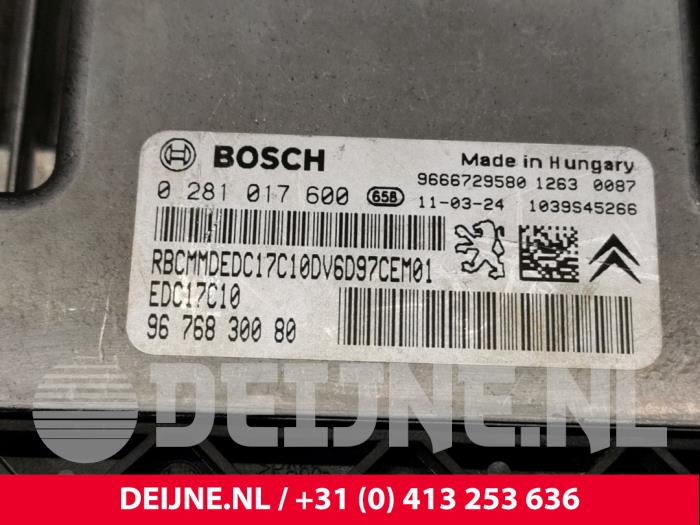 BOSCH
Made in Hungary
9666729580 1263 0087
0 281 017 600 658 11-03-24 1039S45266
RBCMMDEDC17C10DV6D97CEM01
EDC17C10
96 768 300 80
DEIJNE.NL
DEIJNE.NL / +31 (0) 413 253 636